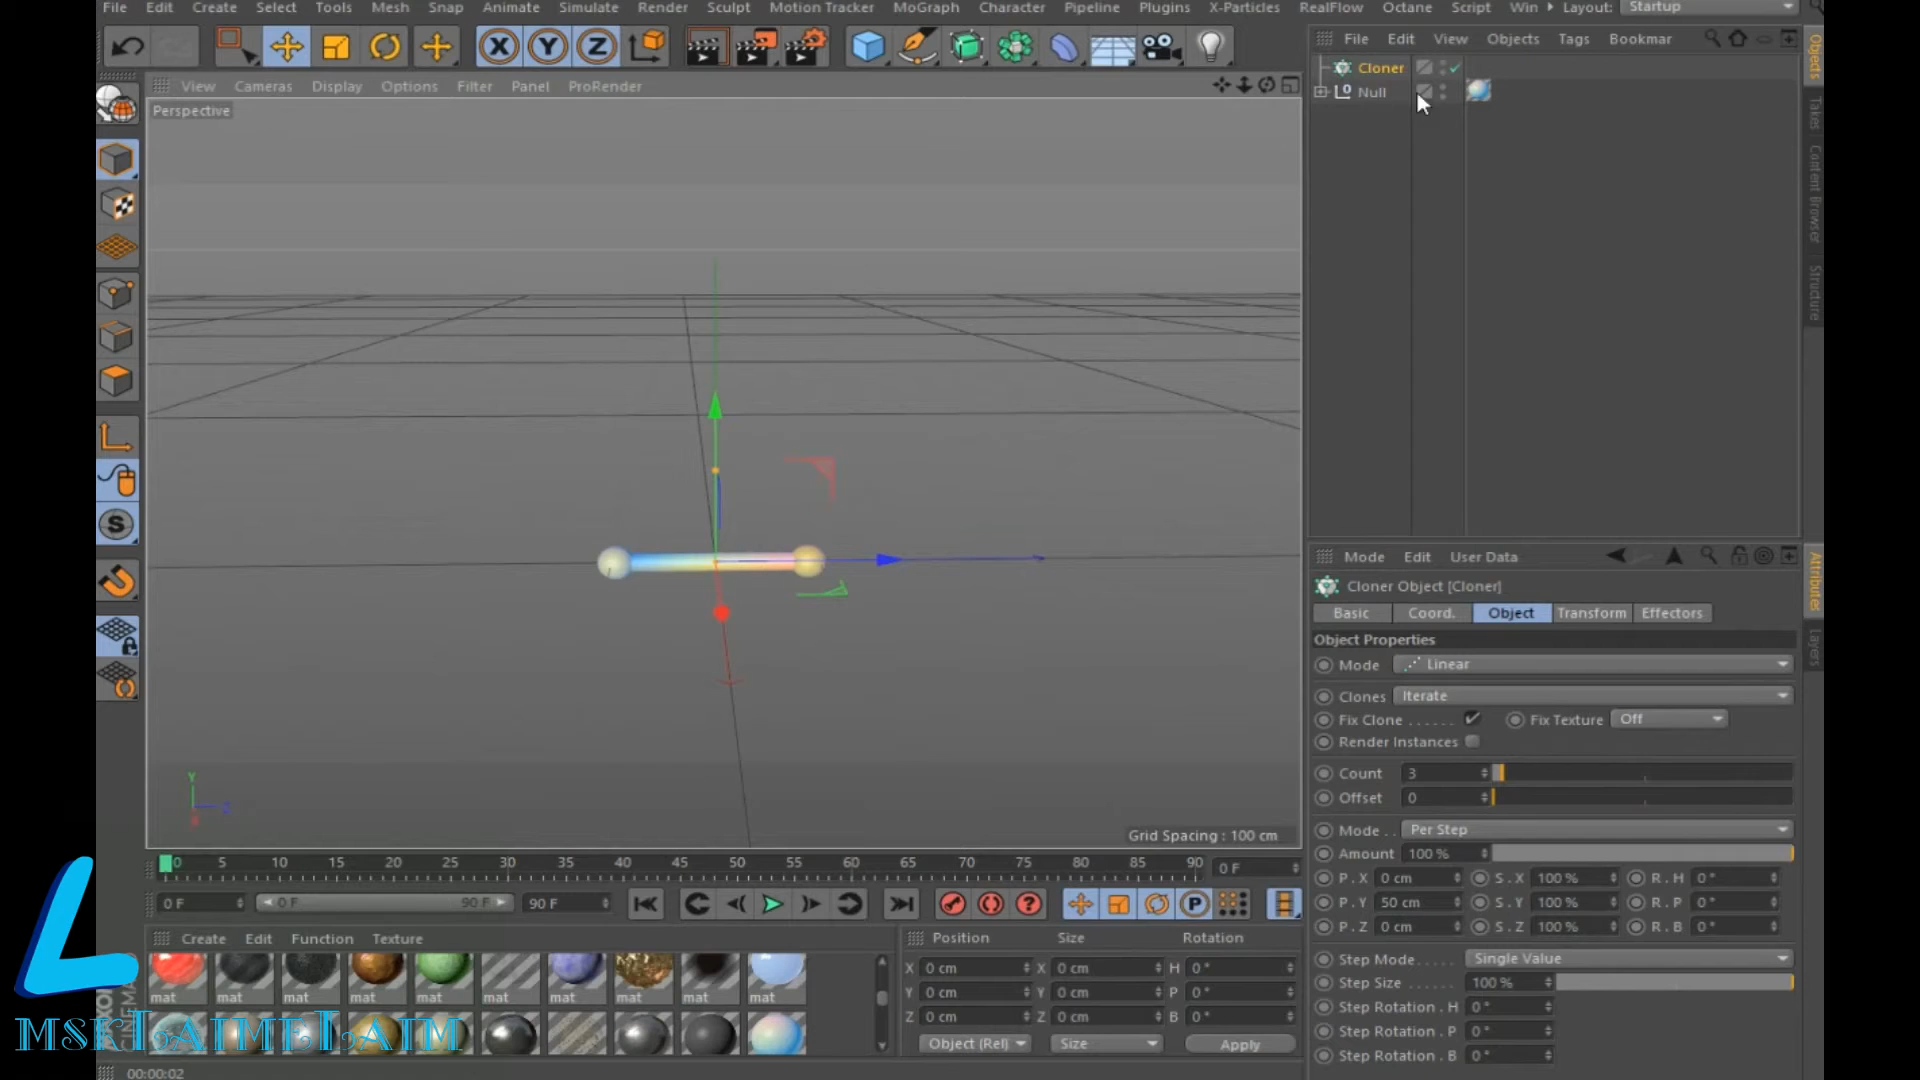 File Edit Create Select Tools Mesh Snap Animate Simulate Render Sculpt Motion Tracker MoGraph Character Pipeline Plugins X-Particles RealFlow Octane Script Win Layout: Startup
X Y Z
File Edit View Objects Tags Bookmar
View Cameras Display Options Filter Panel ProRender
Perspective
Cloner
Null
Objects
Takes
Content Browser
Structure
Y
Grid Spacing : 100 cm
Mode Edit User Data
Cloner Object [Cloner]
Basic Coord. Object Transform Effectors
Object Properties
Mode Linear
Clones Iterate
Fix Clone ...... Fix Texture Off
Render Instances
Count 3
Offset 0
Mode .. Per Step
Amount 100 %
P . X 0 cm S . X 100 % R . H 0 °
P . Y 50 cm S . Y 100 % R . P 0 °
P . Z 0 cm S . Z 100 % R . B 0 °
Step Mode..... Single Value
Step Size ...... 100 %
Step Rotation . H 0 °
Step Rotation . P 0 °
Step Rotation . B 0 °
Attributes
Layers
0 5 10 15 20 25 30 35 40 45 50 55 60 65 70 75 80 85 90 0 F
0 F 0 F 90 F 90 F
Create Edit Function Texture
mat mat mat mat mat mat mat mat mat mat
Position Size Rotation
X 0 cm X 0 cm H 0 °
Y 0 cm Y 0 cm P 0 °
Z 0 cm Z 0 cm B 0 °
Object (Rel) Size Apply
00:00:02
L